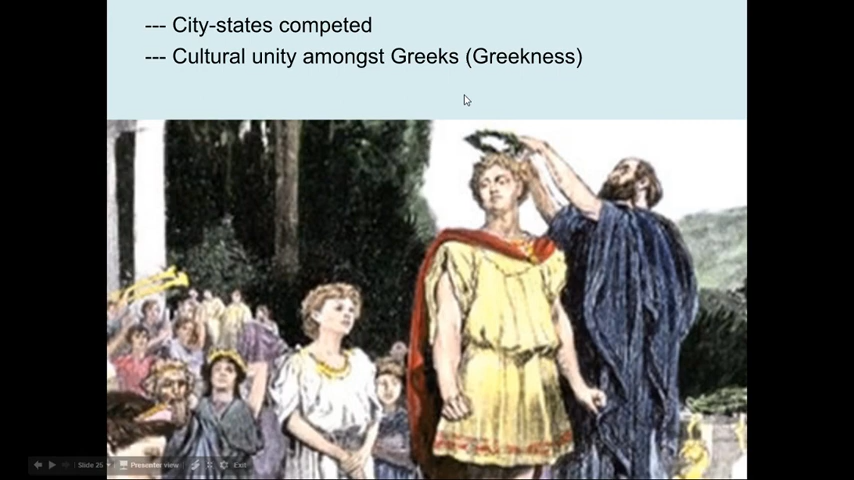 --- City-states competed
--- Cultural unity amongst Greeks (Greekness)
Slide 25
Presenter view
Exit